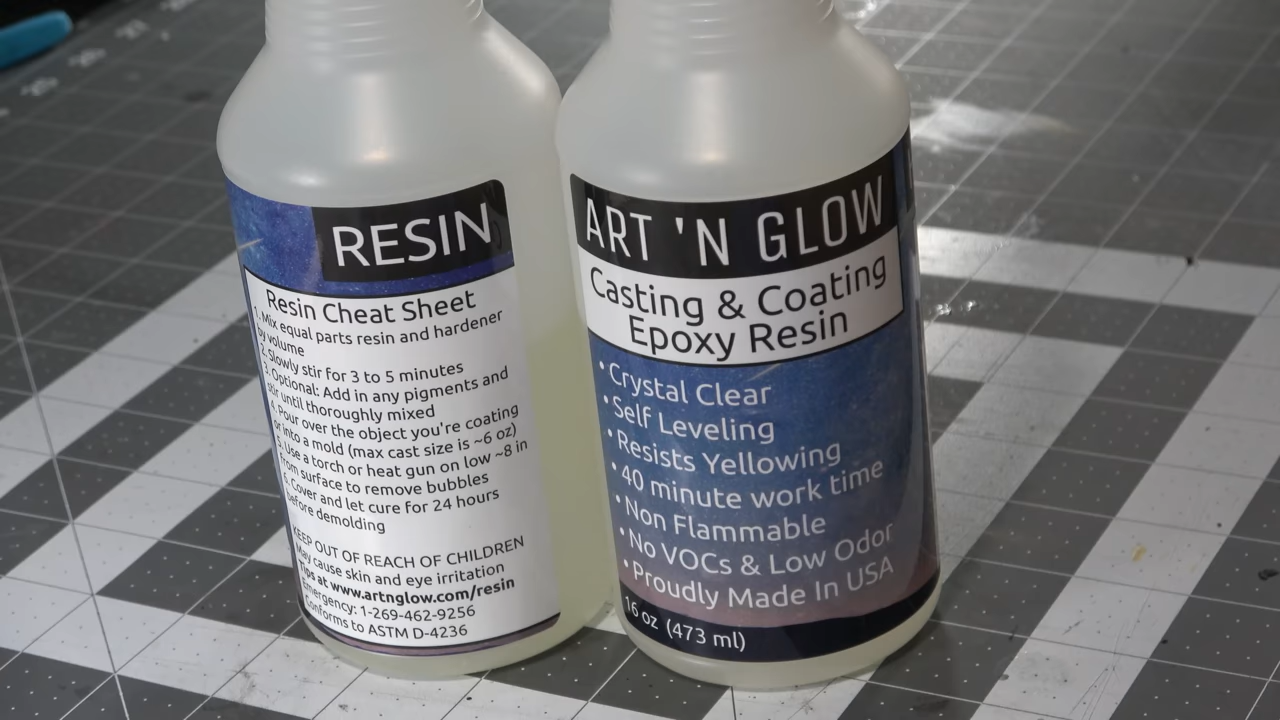 RESIN
Resin Cheat Sheet
1. Mix equal parts resin and hardener
by volume
2. Slowly stir for 3 to 5 minutes
3. Optional: Add in any pigments and
stir until thoroughly mixed
4. Pour over the object you're coating
or into a mold (max cast size is ~6 oz)
5. Use a torch or heat gun on low ~8 in
from surface to remove bubbles
6. Cover and let cure for 24 hours
before demolding
KEEP OUT OF REACH OF CHILDREN
May cause skin and eye irritation
Tips at www.artnglow.com/resin
Emergency: 1-269-462-9256
Conforms to ASTM D-4236
ART 'N GLOW
Casting & Coating
Epoxy Resin
• Crystal Clear
• Self Leveling
• Resists Yellowing
• 40 minute work time
• Non Flammable
• No VOCs & Low Odor
• Proudly Made In USA
16 oz (473 ml)